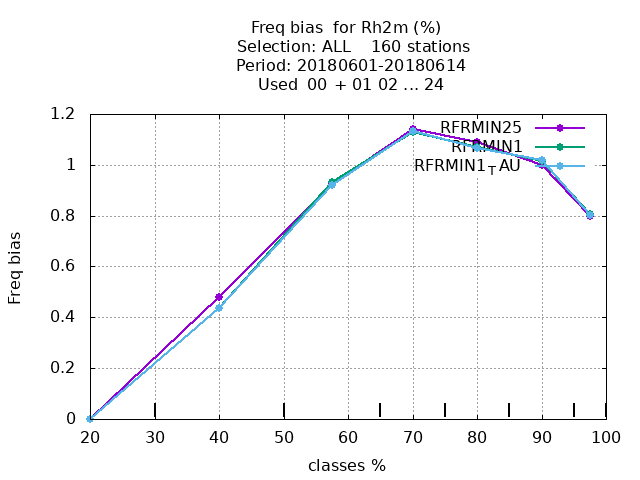 Freq bias  for Rh2m (%)
Selection: ALL    160 stations
Period: 20180601-20180614
Used  00 + 01 02 ... 24
1.2
1
0.8
0.6
0.4
0.2
0
Freq bias
RFRMIN25
RFRMIN1
RFRMIN1TAU
20 30 40 50 60 70 80 90 100
classes %